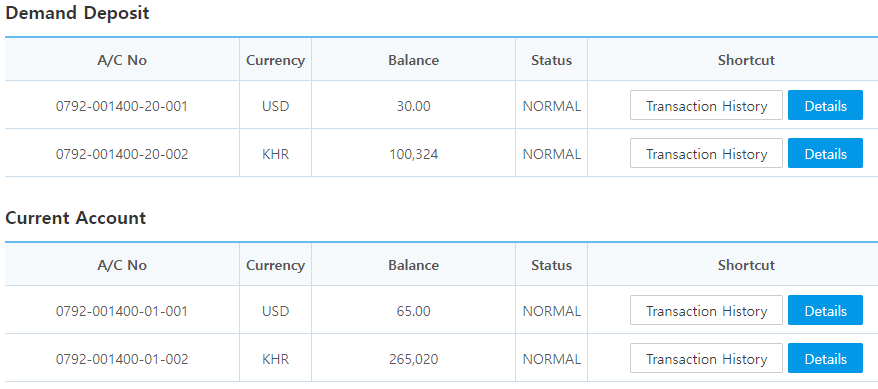 Demand Deposit
A/C No Currency Balance Status Shortcut
0792-001400-20-001 USD 30.00 NORMAL Transaction History Details
0792-001400-20-002 KHR 100,324 NORMAL Transaction History Details
Current Account
A/C No Currency Balance Status Shortcut
0792-001400-01-001 USD 65.00 NORMAL Transaction History Details
0792-001400-01-002 KHR 265,020 NORMAL Transaction History Details